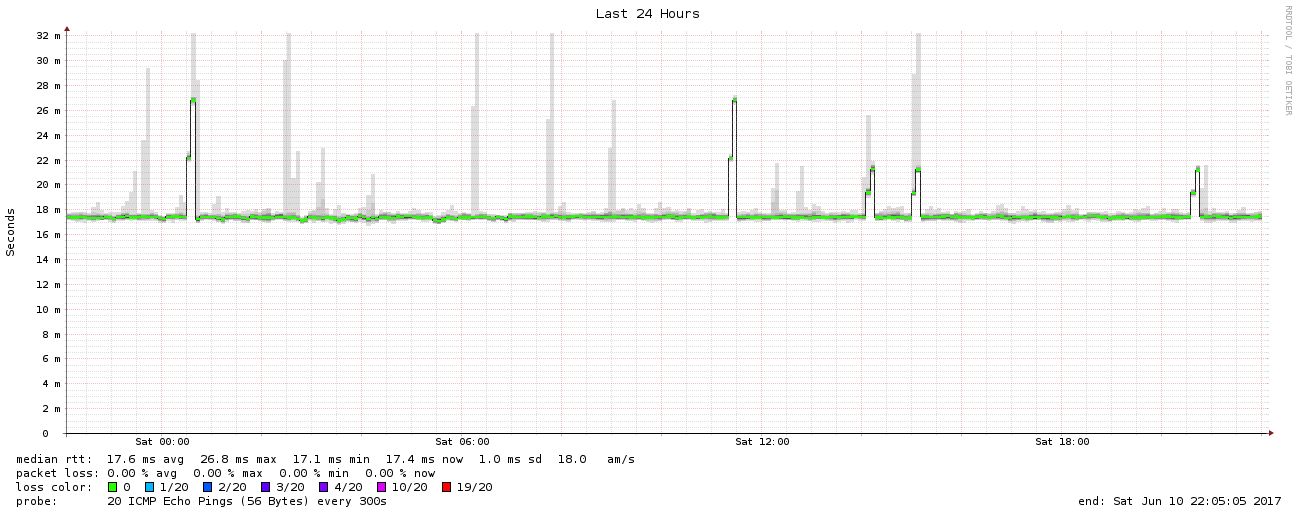 Last 24 Hours
RRDTOOL / TOBI OETIKER
Seconds
32 m
30 m
28 m
26 m
24 m
22 m
20 m
18 m
16 m
14 m
12 m
10 m
8 m
6 m
4 m
2 m
0
Sat 00:00 Sat 06:00 Sat 12:00 Sat 18:00
median rtt: 17.6 ms avg 26.8 ms max 17.1 ms min 17.4 ms now 1.0 ms sd 18.0 am/s
packet loss: 0.00 % avg 0.00 % max 0.00 % min 0.00 % now
loss color: 0 1/20 2/20 3/20 4/20 10/20 19/20
probe: 20 ICMP Echo Pings (56 Bytes) every 300s end: Sat Jun 10 22:05:05 2017